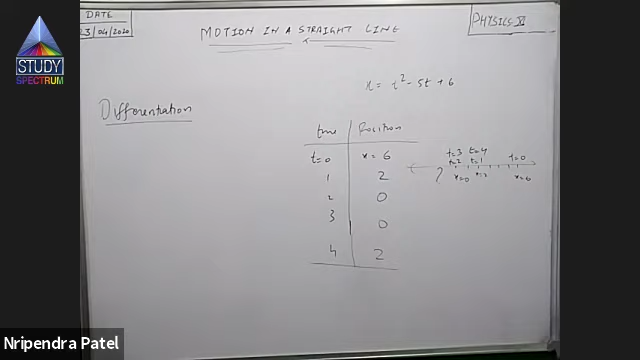 DATE
23/04/2020
MOTION IN A STRAIGHT LINE
PHYSICS XI
STUDY
SPECTRUM
x = t² - 5t + 6
Differentiation
time Position
t=0 x = 6
1 2
2 0
3 0
4 2
t=3 t=4
t=2 t=1 t=0
x=0 x=2 x=6
Nripendra Patel